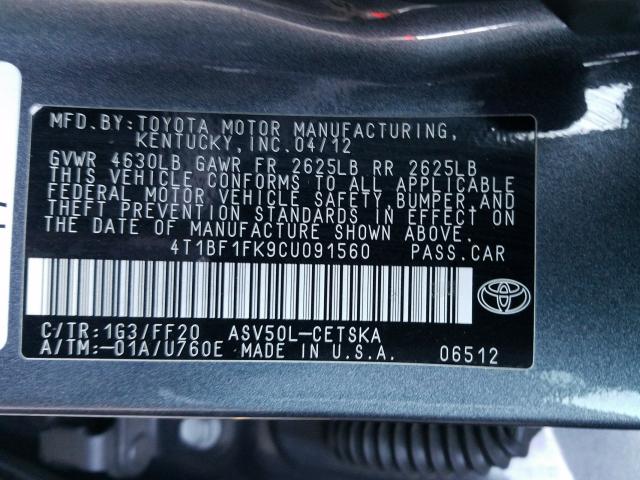 MFD.BY:TOYOTA MOTOR MANUFACTURING,
KENTUCKY, INC.04/12
GVWR 4630LB GAWR FR 2625LB RR 2625LB
THIS VEHICLE CONFORMS TO ALL APPLICABLE
FEDERAL MOTOR VEHICLE SAFETY, BUMPER, AND
THEFT PREVENTION STANDARDS IN EFFECT ON
THE DATE OF MANUFACTURE SHOWN ABOVE.
4T1BF1FK9CU091560 PASS.CAR
C/TR:1G3/FF20 ASV50L-CETSKA
A/TM:-01A/U760E MADE IN U.S.A. 06512